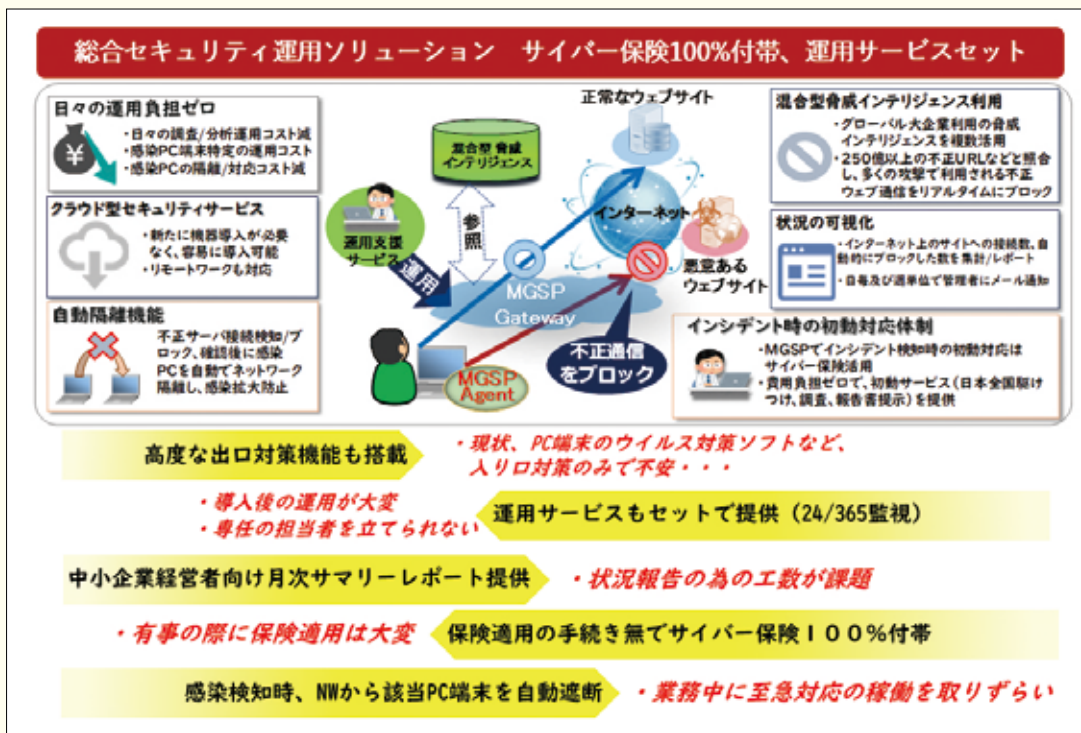 総合セキュリティ運用ソリューション　サイバー保険100%付帯、運用サービスセット
日々の運用負担ゼロ
・日々の調査/分析運用コスト減
・感染PC端末特定の運用コスト
・感染PCの隔離/対応コスト減
クラウド型セキュリティサービス
・新たに機器導入が必要
なく、容易に導入可能
・リモートワークも対応
自動隔離機能
不正サーバ接続検知/ブ
ロック、確認後に感染
PCを自動でネットワーク
隔離し、感染拡大防止
正常なウェブサイト
混合型 脅威
インテリジェンス
参照
運用支援
サービス
運用
インターネット
悪意ある
ウェブサイト
MGSP
Gateway
不正通信
をブロック
MGSP
Agent
混合型脅威インテリジェンス利用
・グローバル大企業利用の脅威
インテリジェンスを複数活用
・250億以上の不正URLなどと照合
し、多くの攻撃で利用される不正
ウェブ通信をリアルタイムにブロック
状況の可視化
・インターネット上のサイトへの接続数、自
動的にブロックした数を集計/レポート
・日毎及び週単位で管理者にメール通知
インシデント時の初動対応体制
・MGSPでインシデント検知時の初動対応は
サイバー保険活用
・費用負担ゼロで、初動サービス（日本全国駆け
つけ、調査、報告書提示）を提供
高度な出口対策機能も搭載
・現状、PC端末のウイルス対策ソフトなど、
入り口対策のみで不安・・・
・導入後の運用が大変
・専任の担当者を立てられない
運用サービスもセットで提供（24/365監視）
中小企業経営者向け月次サマリーレポート提供
・状況報告の為の工数が課題
・有事の際に保険適用は大変
保険適用の手続き無でサイバー保険１００％付帯
感染検知時、NWから該当PC端末を自動遮断
・業務中に至急対応の稼働を取りずらい